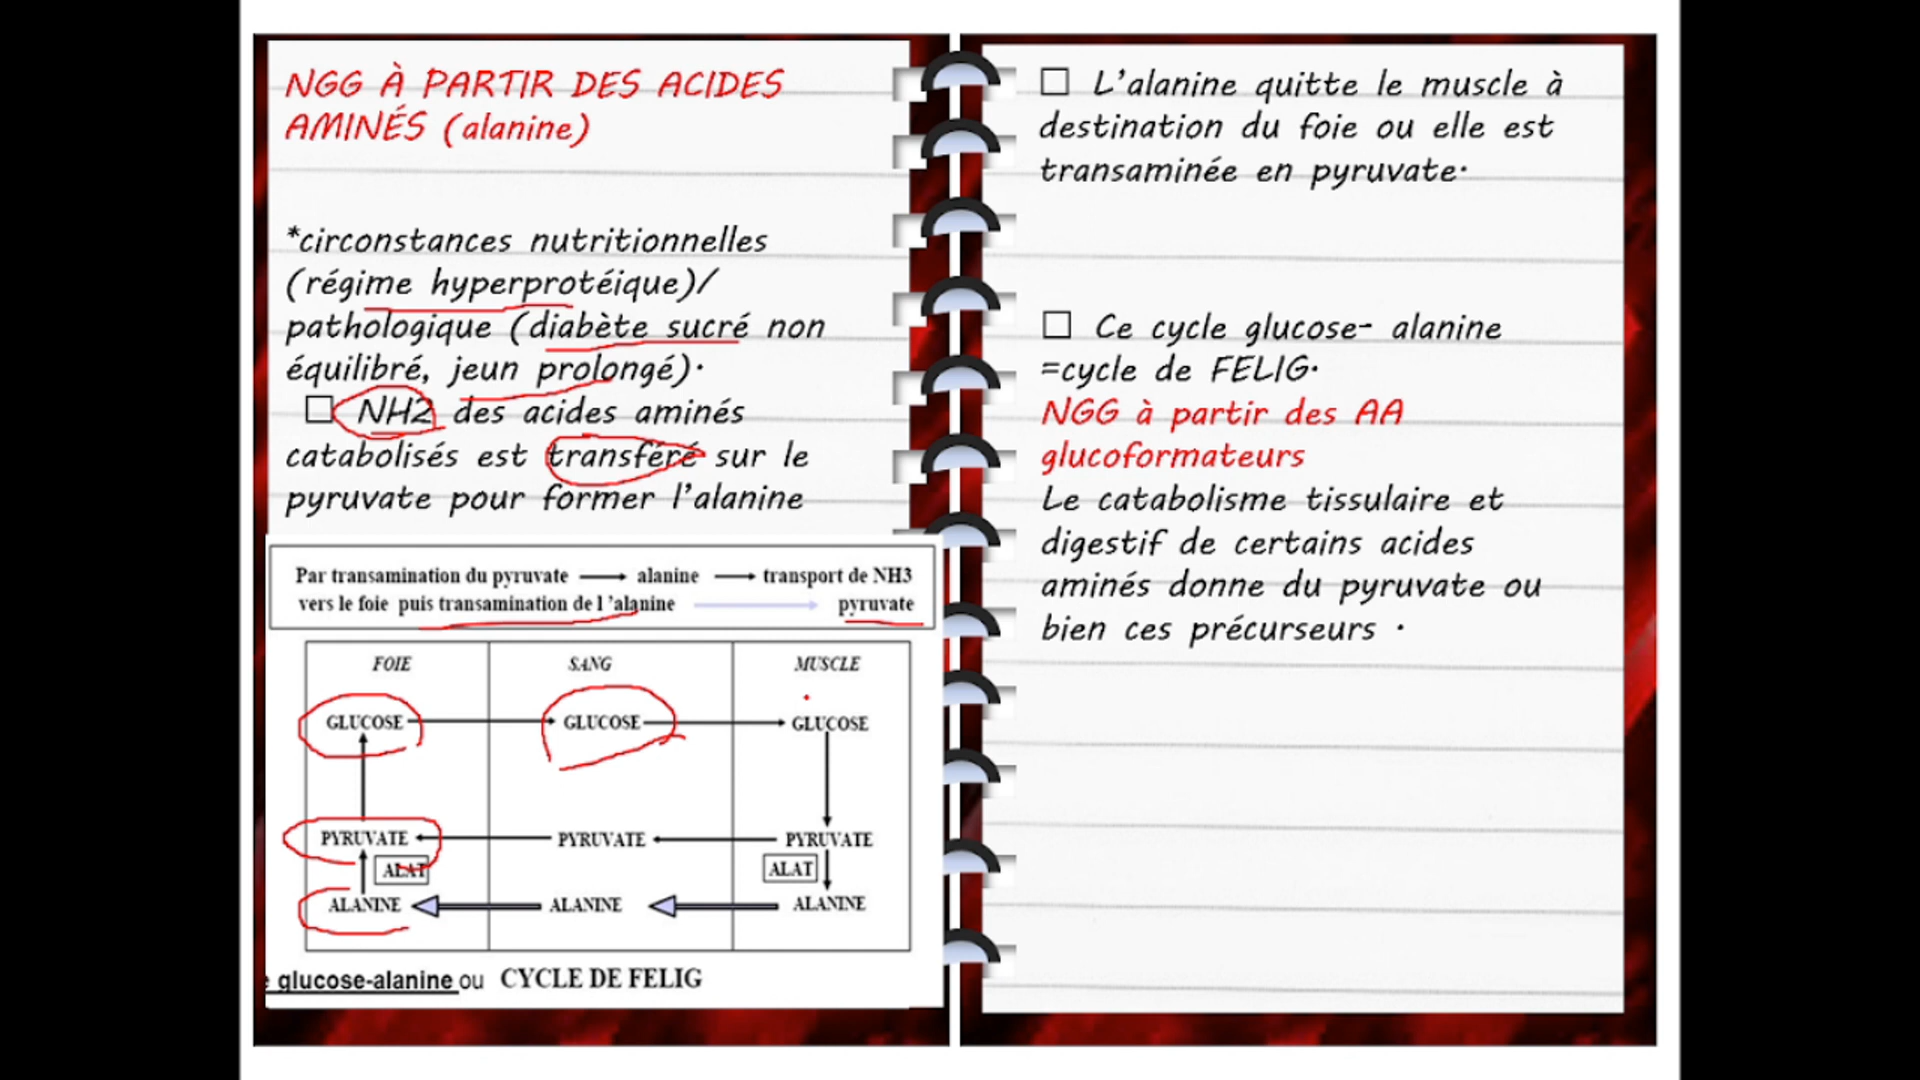 NGG À PARTIR DES ACIDES
AMINÉS (alanine)
*circonstances nutritionnelles
(régime hyperprotéique)/
pathologique (diabète sucré non
équilibré, jeun prolongé).
□ NH2 des acides aminés
catabolisés est transféré sur le
pyruvate pour former l'alanine
Par transamination du pyruvate → alanine → transport de NH3
vers le foie puis transamination de l 'alanine → pyruvate
FOIE SANG MUSCLE
GLUCOSE GLUCOSE GLUCOSE
PYRUVATE PYRUVATE PYRUVATE
ALAT ALAT
ALANINE ALANINE ALANINE
e glucose-alanine ou CYCLE DE FELIG
□ L'alanine quitte le muscle à
destination du foie ou elle est
transaminée en pyruvate.
□ Ce cycle glucose- alanine
=cycle de FELIG.
NGG à partir des AA
glucoformateurs
Le catabolisme tissulaire et
digestif de certains acides
aminés donne du pyruvate ou
bien ces précurseurs .